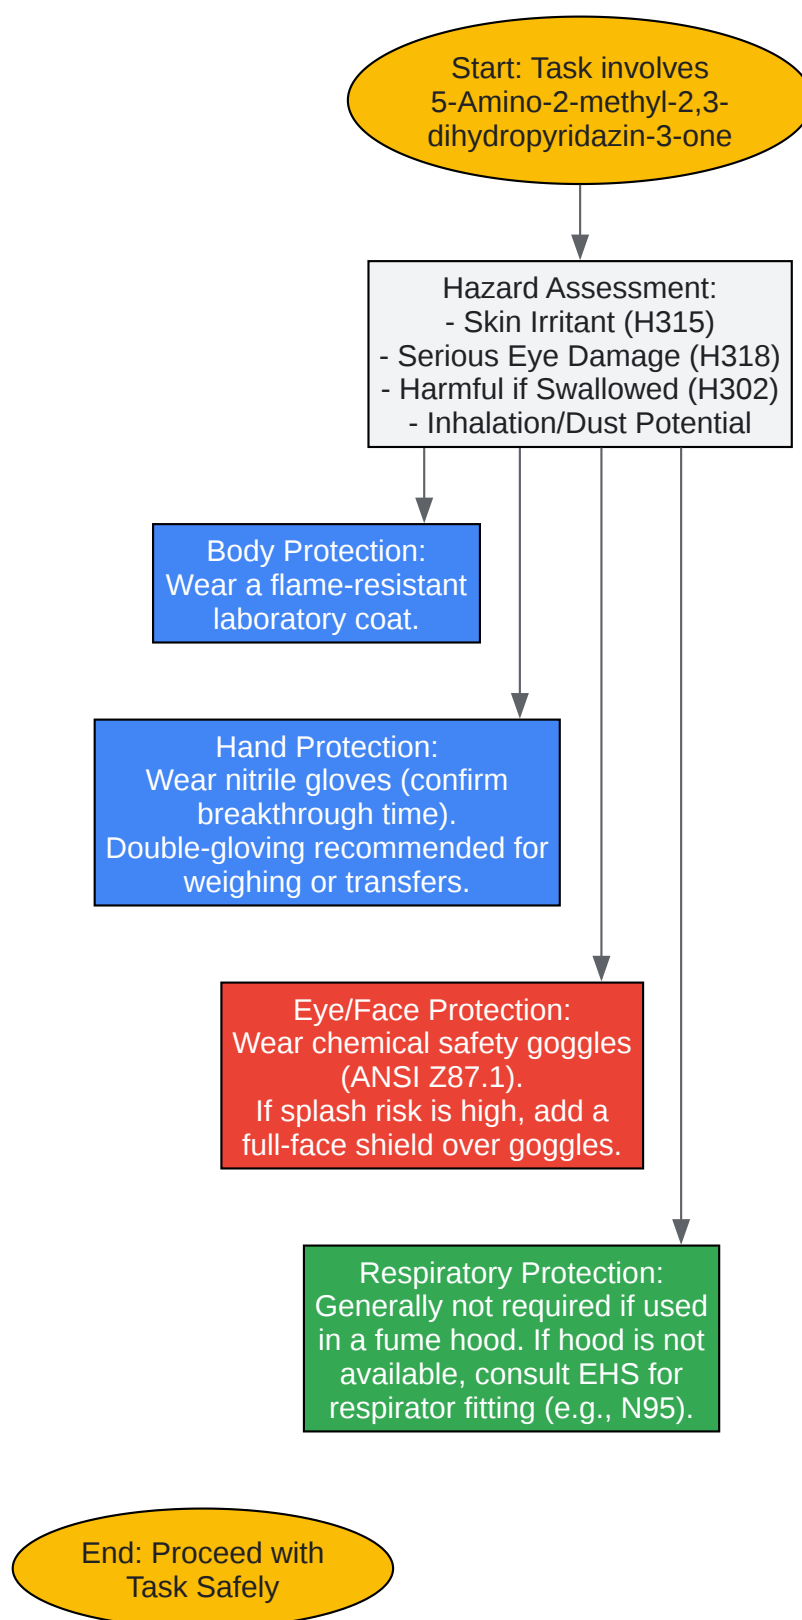 Start: Task involves
5-Amino-2-methyl-2,3-
dihydropyridazin-3-one
Hazard Assessment:
- Skin Irritant (H315)
- Serious Eye Damage (H318)
- Harmful if Swallowed (H302)
- Inhalation/Dust Potential
Body Protection:
Wear a flame-resistant
laboratory coat.
Hand Protection:
Wear nitrile gloves (confirm
breakthrough time).
Double-gloving recommended for
weighing or transfers.
Eye/Face Protection:
Wear chemical safety goggles
(ANSI Z87.1).
If splash risk is high, add a
full-face shield over goggles.
Respiratory Protection:
Generally not required if used
in a fume hood. If hood is not
available, consult EHS for
respirator fitting (e.g., N95).
End: Proceed with
Task Safely